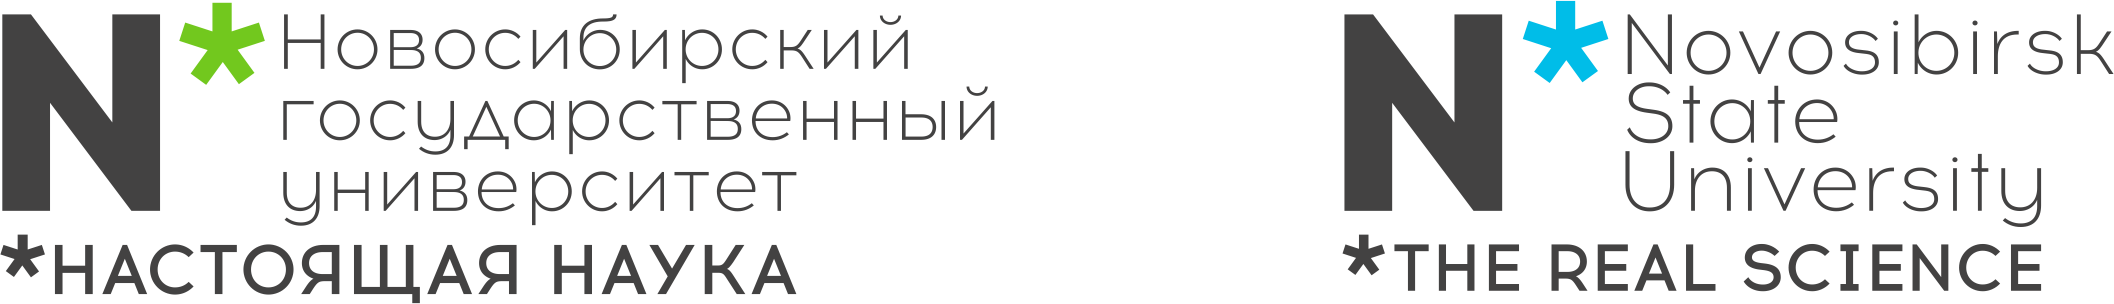 N*
Новосибирский
государственный
университет
*НАСТОЯЩАЯ НАУКА
N*
Novosibirsk
State
University
*THE REAL SCIENCE